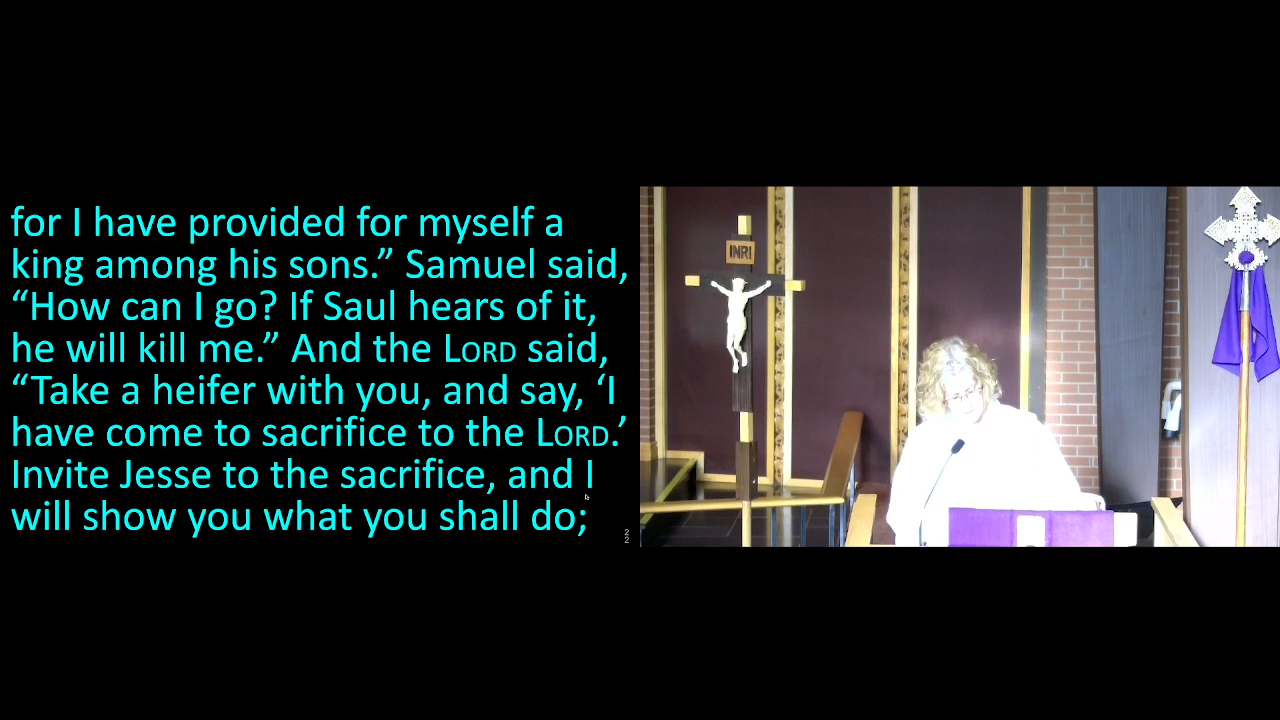 for I have provided for myself a
king among his sons.” Samuel said,
“How can I go? If Saul hears of it,
he will kill me.” And the LORD said,
“Take a heifer with you, and say, ‘I
have come to sacrifice to the LORD.’
Invite Jesse to the sacrifice, and I
will show you what you shall do;
22
INRI